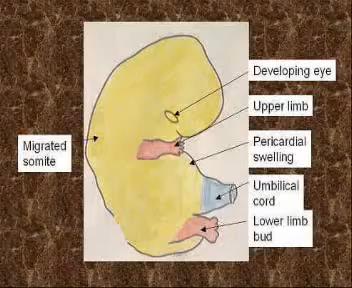 Developing eye
Upper limb
Pericardial
swelling
Migrated
somite
Umbilical
cord
Lower limb
bud